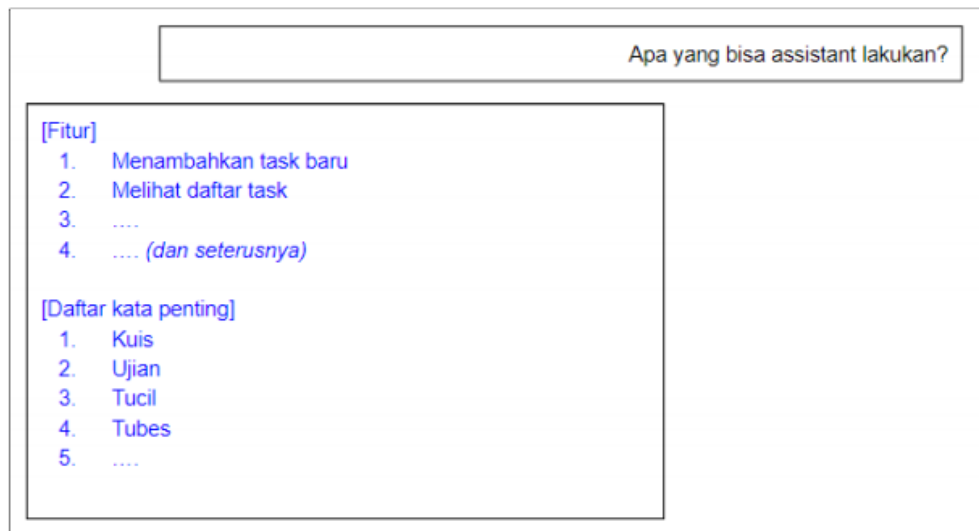 Apa yang bisa assistant lakukan?
[Fitur]
1. Menambahkan task baru
2. Melihat daftar task
3. ....
4. .... (dan seterusnya)
[Daftar kata penting]
1. Kuis
2. Ujian
3. Tucil
4. Tubes
5. ....